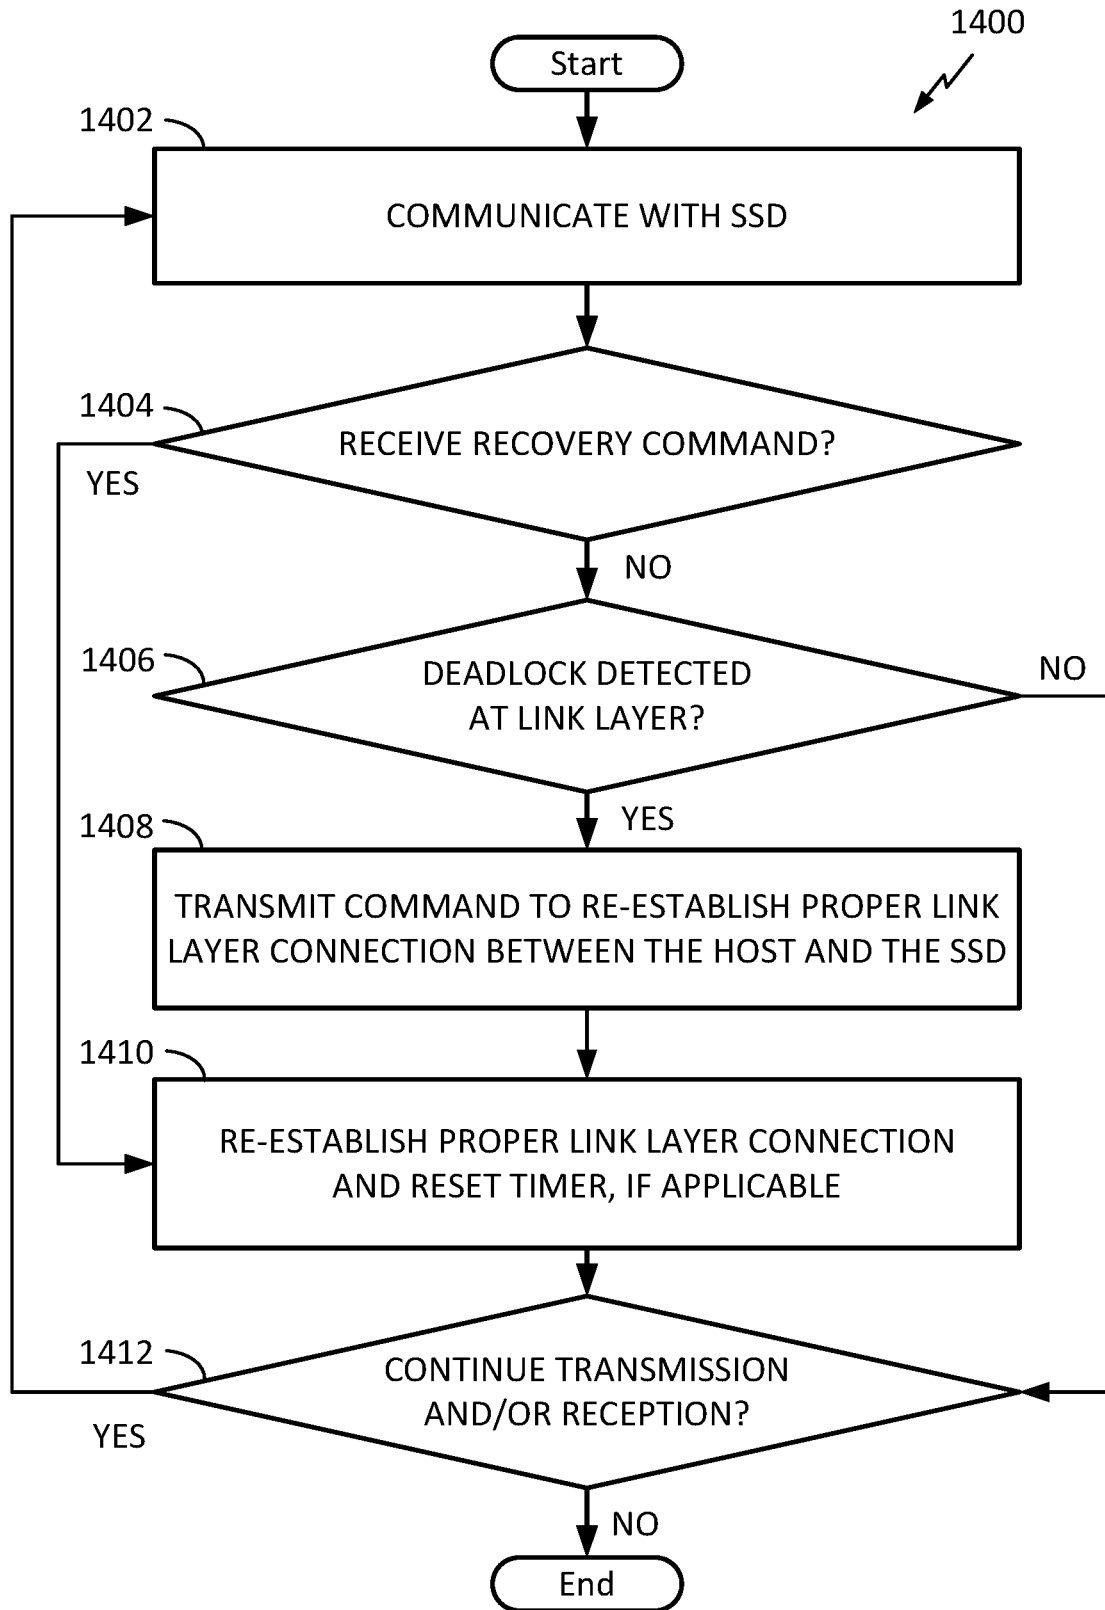 1400
Start
1402
COMMUNICATE WITH SSD
1404
RECEIVE RECOVERY COMMAND?
YES
NO
1406
DEADLOCK DETECTED
AT LINK LAYER?
NO
YES
1408
TRANSMIT COMMAND TO RE-ESTABLISH PROPER LINK
LAYER CONNECTION BETWEEN THE HOST AND THE SSD
1410
RE-ESTABLISH PROPER LINK LAYER CONNECTION
AND RESET TIMER, IF APPLICABLE
1412
CONTINUE TRANSMISSION
AND/OR RECEPTION?
YES
NO
End